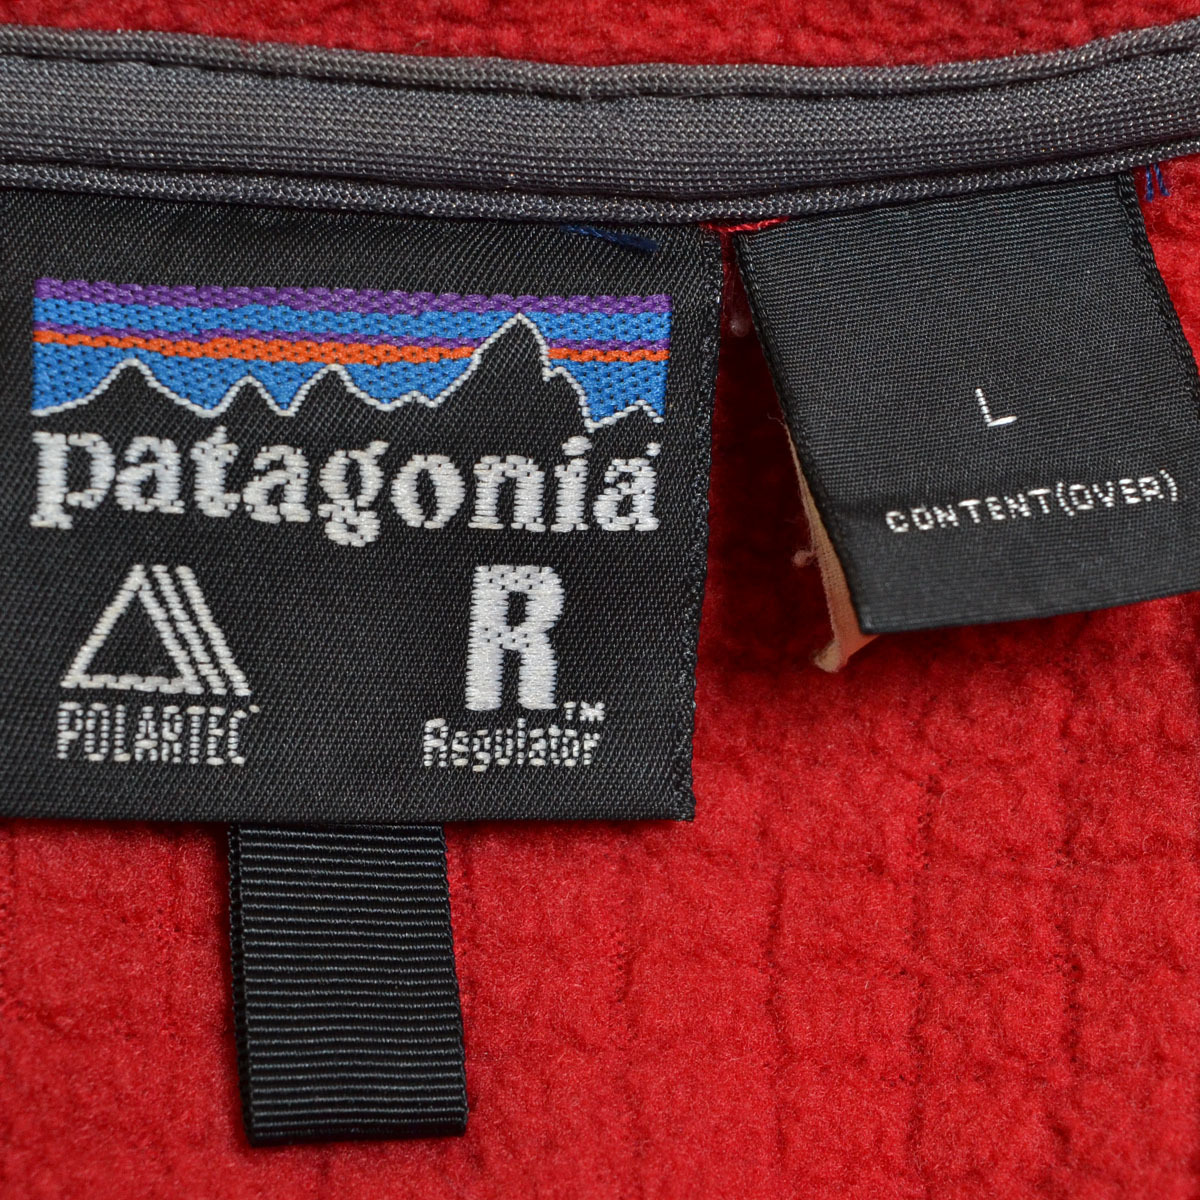 patagonia
R
POLARTEC
Regulator™
L
CONTENT(OVER)